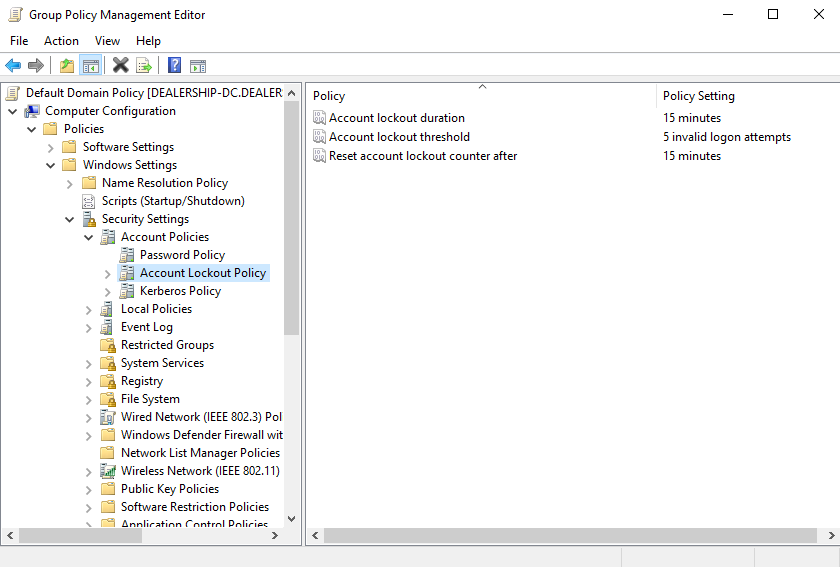 Group Policy Management Editor
File Action View Help
Default Domain Policy [DEALERSHIP-DC.DEALER
Computer Configuration
Policies
Software Settings
Windows Settings
Name Resolution Policy
Scripts (Startup/Shutdown)
Security Settings
Account Policies
Password Policy
Account Lockout Policy
Kerberos Policy
Local Policies
Event Log
Restricted Groups
System Services
Registry
File System
Wired Network (IEEE 802.3) Pol
Windows Defender Firewall wit
Network List Manager Policies
Wireless Network (IEEE 802.11)
Public Key Policies
Software Restriction Policies
Application Control Policies
Policy Policy Setting
Account lockout duration 15 minutes
Account lockout threshold 5 invalid logon attempts
Reset account lockout counter after 15 minutes